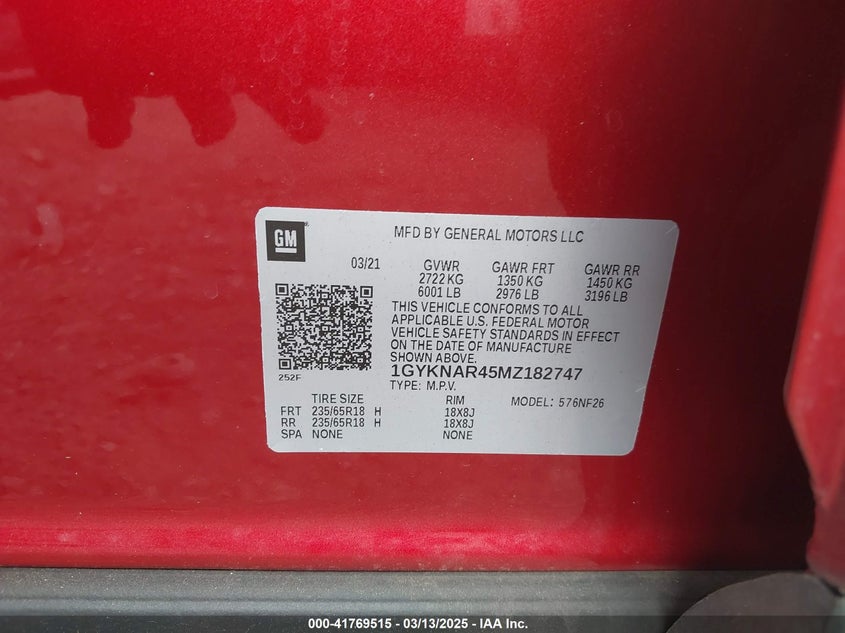 GM ®
MFD BY GENERAL MOTORS LLC
03/21 GVWR GAWR FRT GAWR RR
2722 KG 1350 KG 1450 KG
6001 LB 2976 LB 3196 LB
THIS VEHICLE CONFORMS TO ALL
APPLICABLE U.S. FEDERAL MOTOR
VEHICLE SAFETY STANDARDS IN EFFECT
ON THE DATE OF MANUFACTURE
SHOWN ABOVE.
252F
1GYKNAR45MZ182747
TYPE: M.P.V.
TIRE SIZE RIM MODEL: 576NF26
FRT 235/65R18 H 18X8J
RR 235/65R18 H 18X8J
SPA NONE NONE
000-41769515 - 03/13/2025 - IAA Inc.